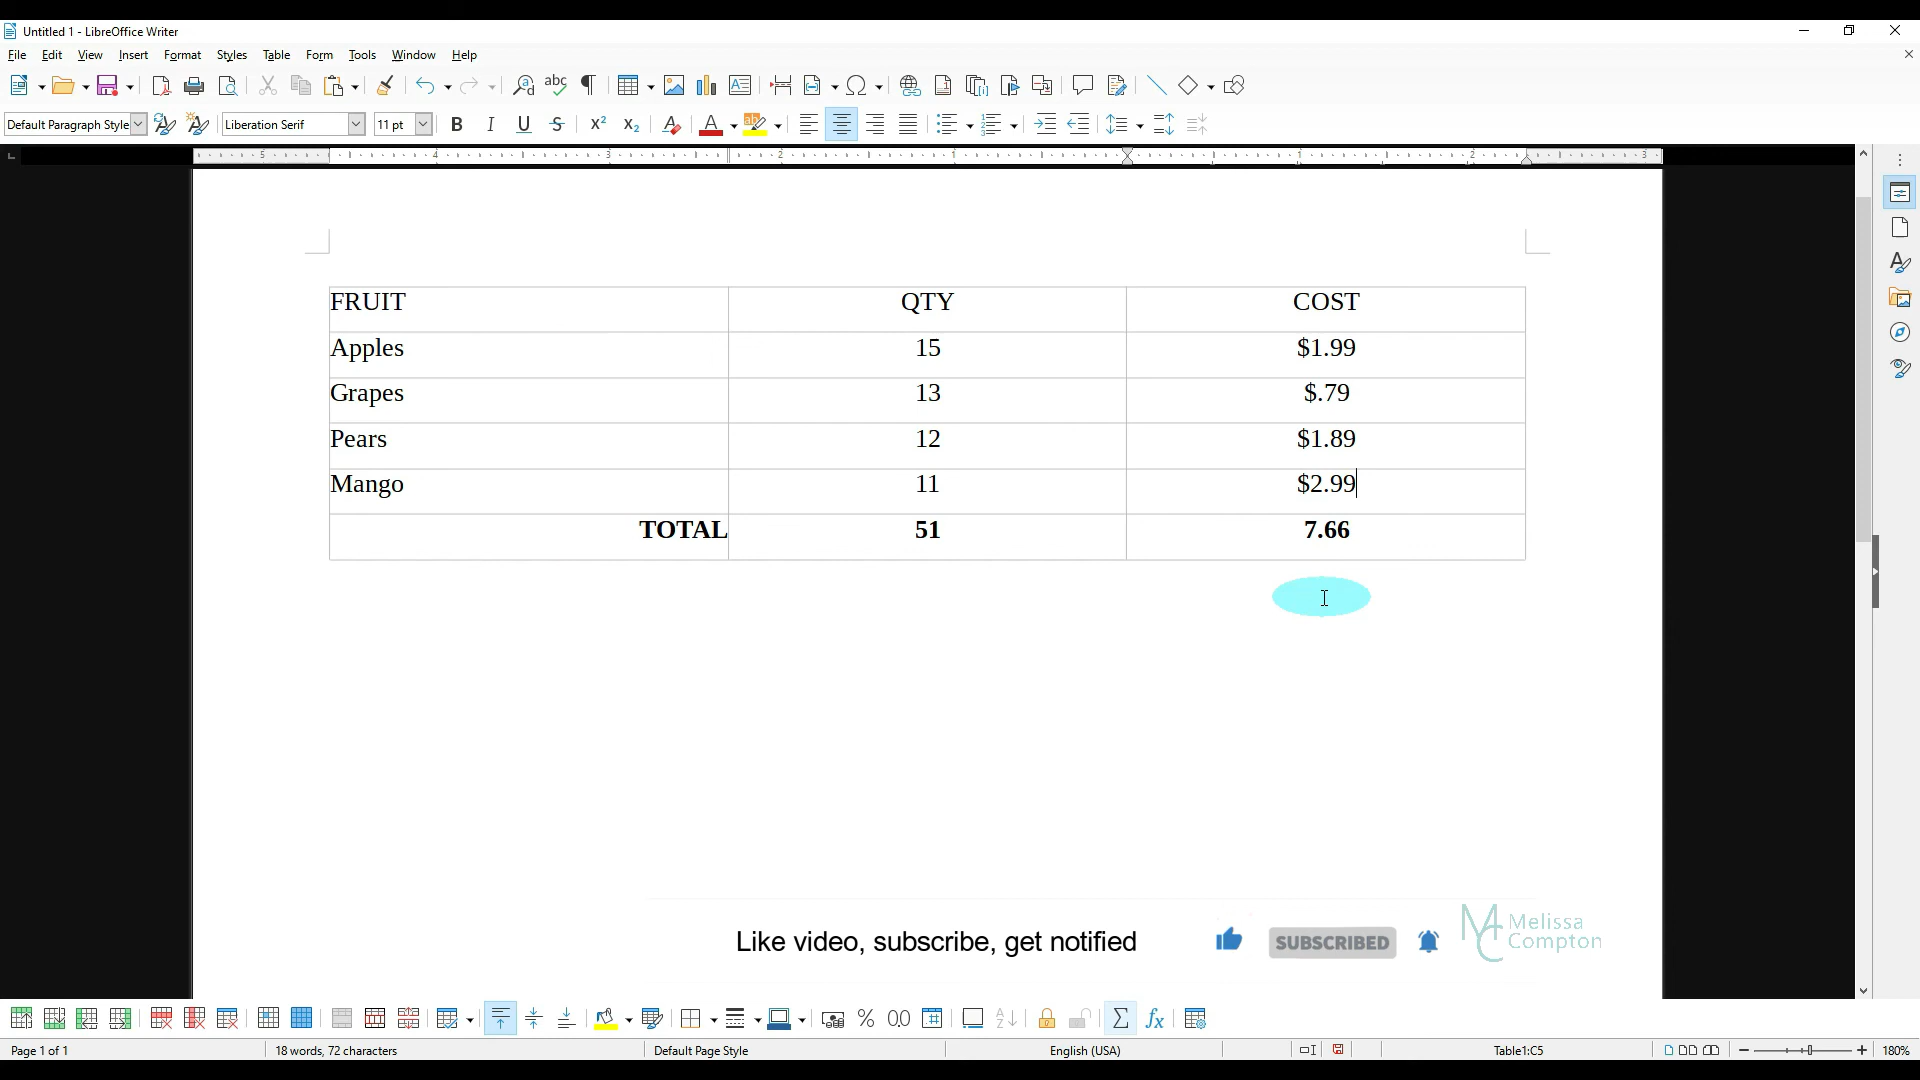 Untitled 1 - LibreOffice Writer
File Edit View Insert Format Styles Table Form Tools Window Help
Default Paragraph Style Liberation Serif 11 pt
FRUIT QTY COST
Apples 15 $1.99
Grapes 13 $.79
Pears 12 $1.89
Mango 11 $2.99
TOTAL 51 7.66
Like video, subscribe, get notified
SUBSCRIBED
Melissa
Compton
Page 1 of 1 18 words, 72 characters Default Page Style English (USA) Table1:C5 180%